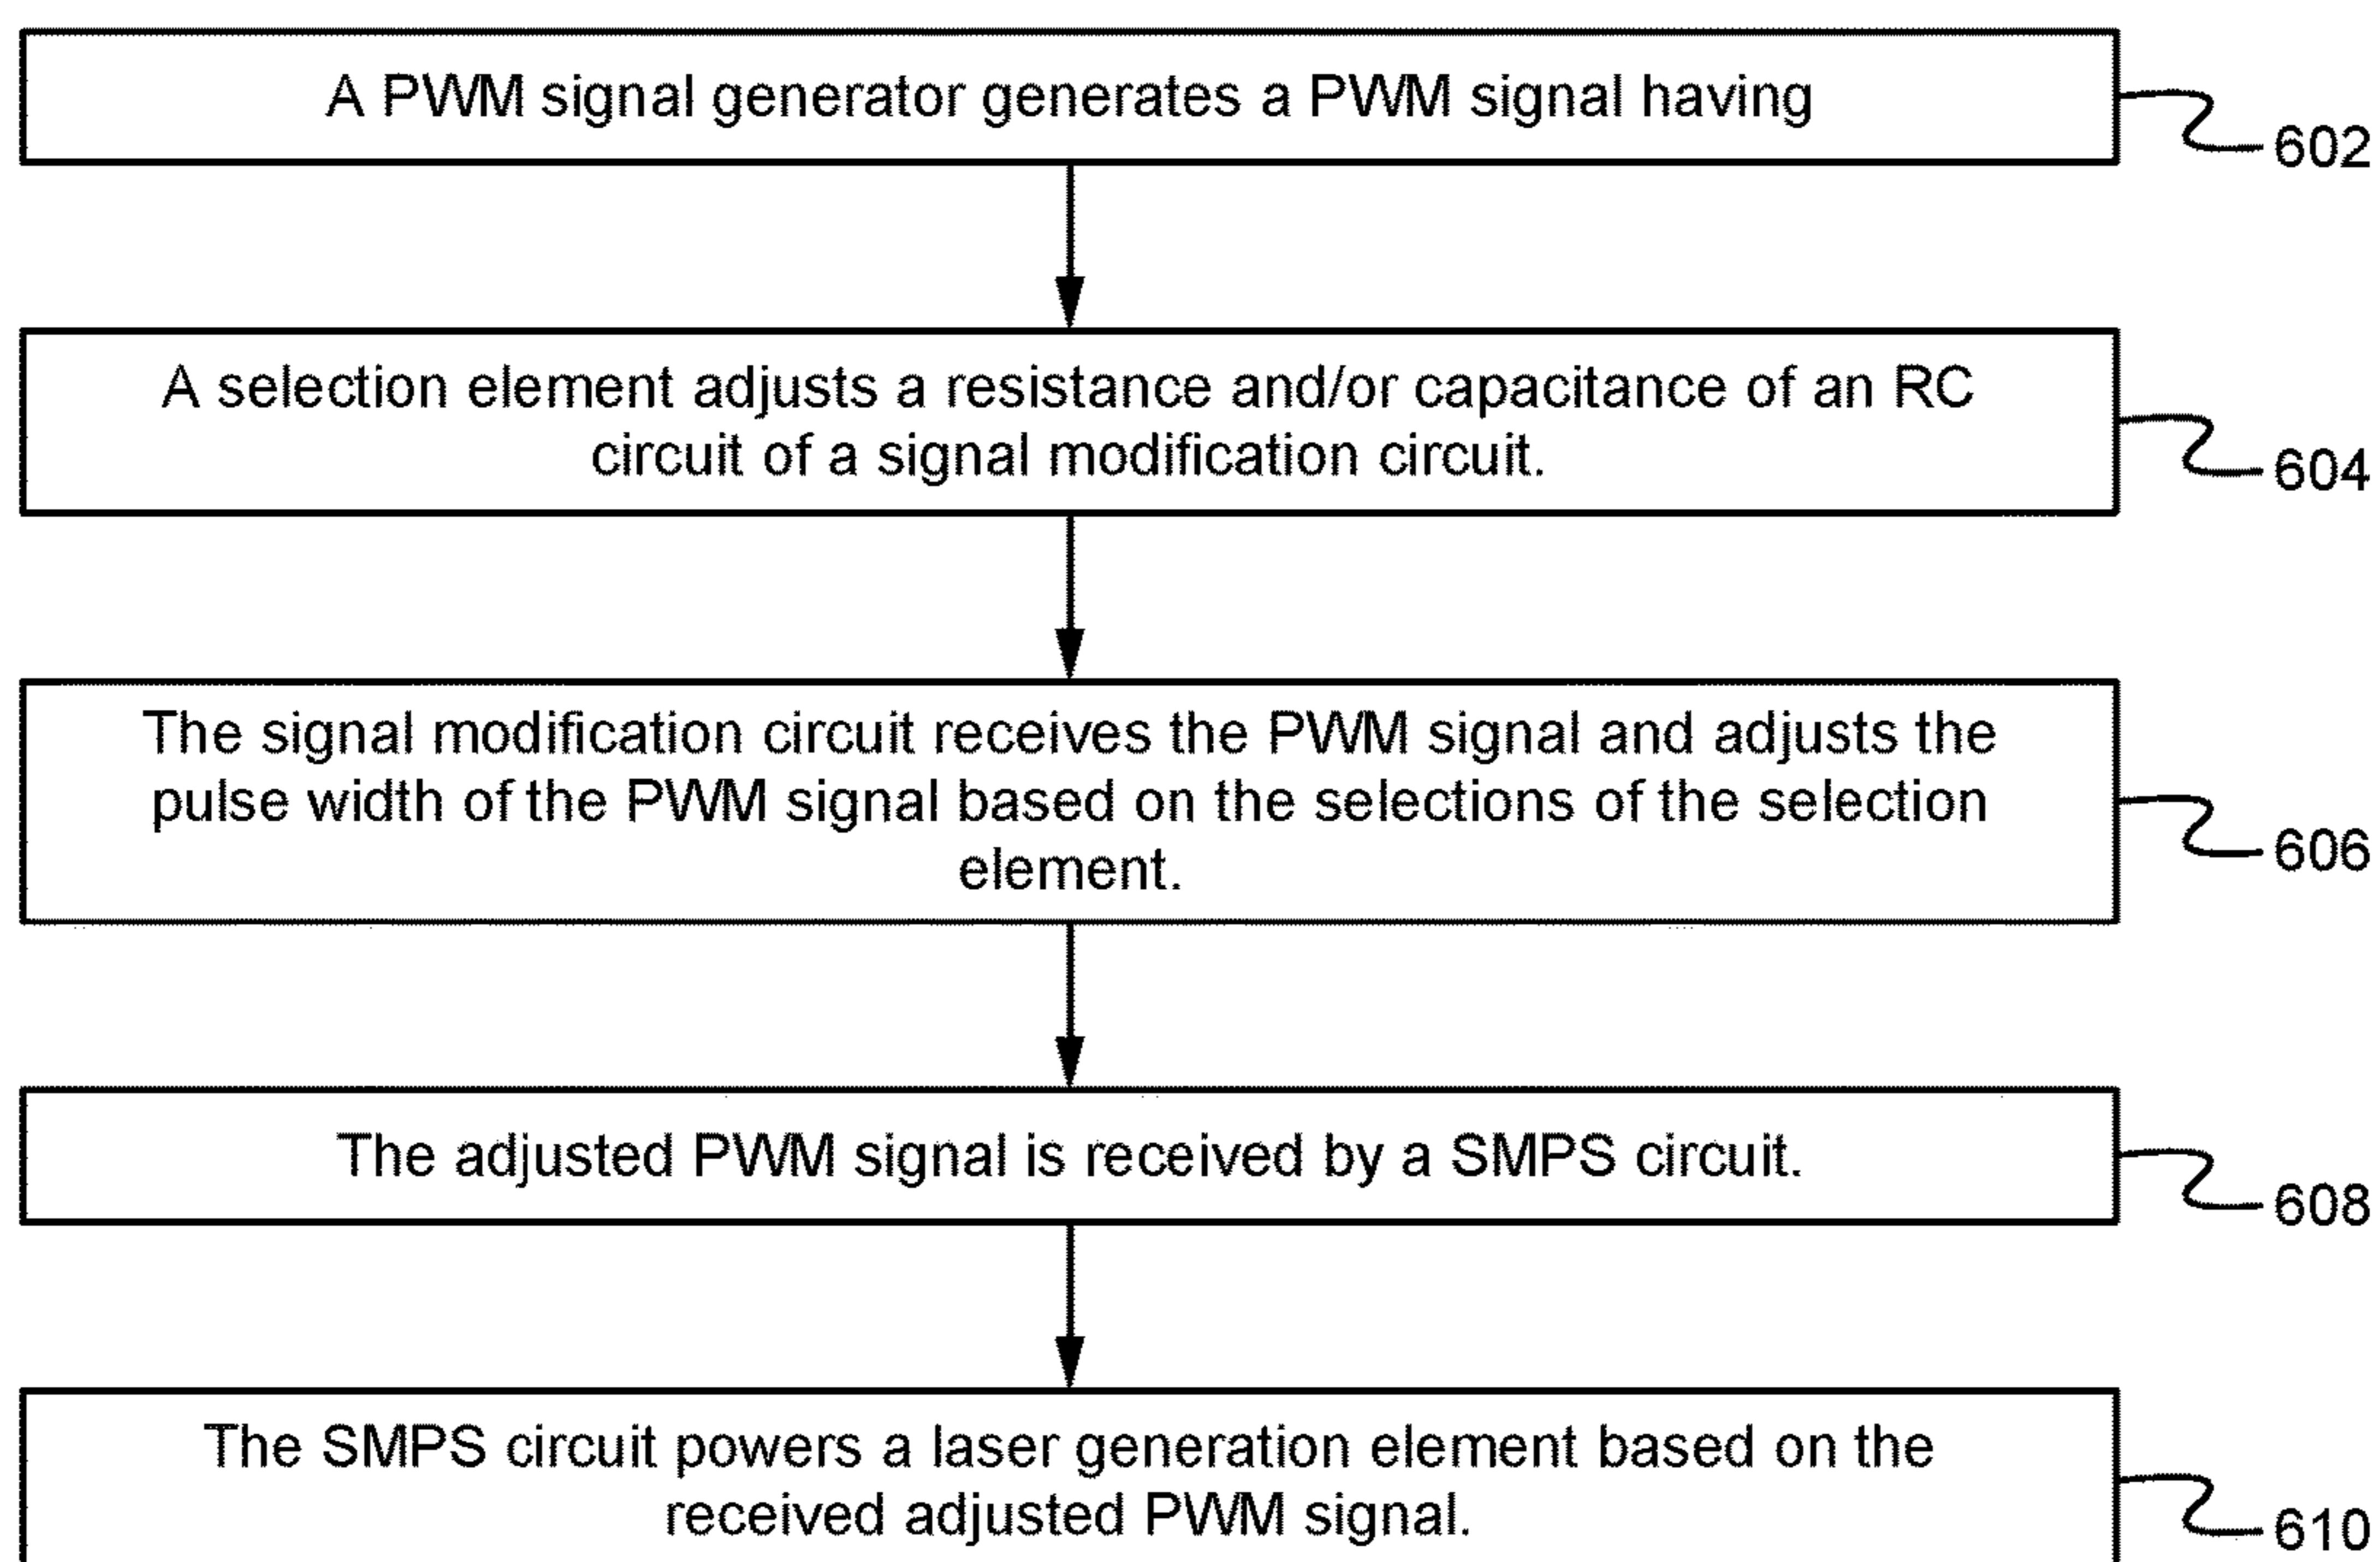 A PWM signal generator generates a PWM signal having
602
A selection element adjusts a resistance and/or capacitance of an RC
circuit of a signal modification circuit.
604
The signal modification circuit receives the PWM signal and adjusts the
pulse width of the PWM signal based on the selections of the selection
element.
606
The adjusted PWM signal is received by a SMPS circuit.
608
The SMPS circuit powers a laser generation element based on the
received adjusted PWM signal.
610